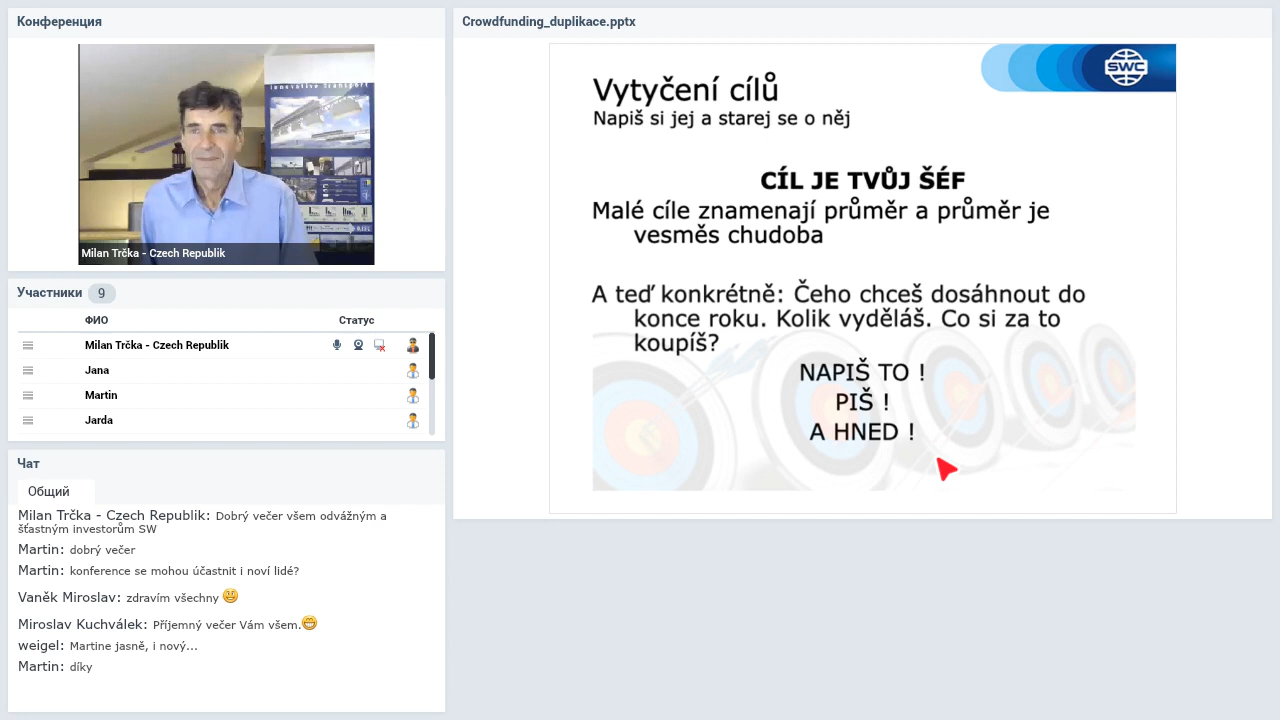 Конференция
innovative transport
Milan Trčka - Czech Republik
Участники 9
ФИО Статус
Milan Trčka - Czech Republik
Jana
Martin
Jarda
Чат
Общий
Milan Trčka - Czech Republik: Dobrý večer všem odvážným a
šťastným investorům SW
Martin: dobrý večer
Martin: konference se mohou účastnit i noví lidé?
Vaněk Miroslav: zdravím všechny
Miroslav Kuchválek: Příjemný večer Vám všem.
weigel: Martine jasně, i nový...
Martin: díky
Crowdfunding_duplikace.pptx
SWC
Vytyčení cílů
Napiš si jej a starej se o něj
CÍL JE TVŮJ ŠÉF
Malé cíle znamenají průměr a průměr je
vesměs chudoba
A teď konkrétně: Čeho chceš dosáhnout do
konce roku. Kolik vyděláš. Co si za to
koupíš?
NAPIŠ TO !
PIŠ !
A HNED !